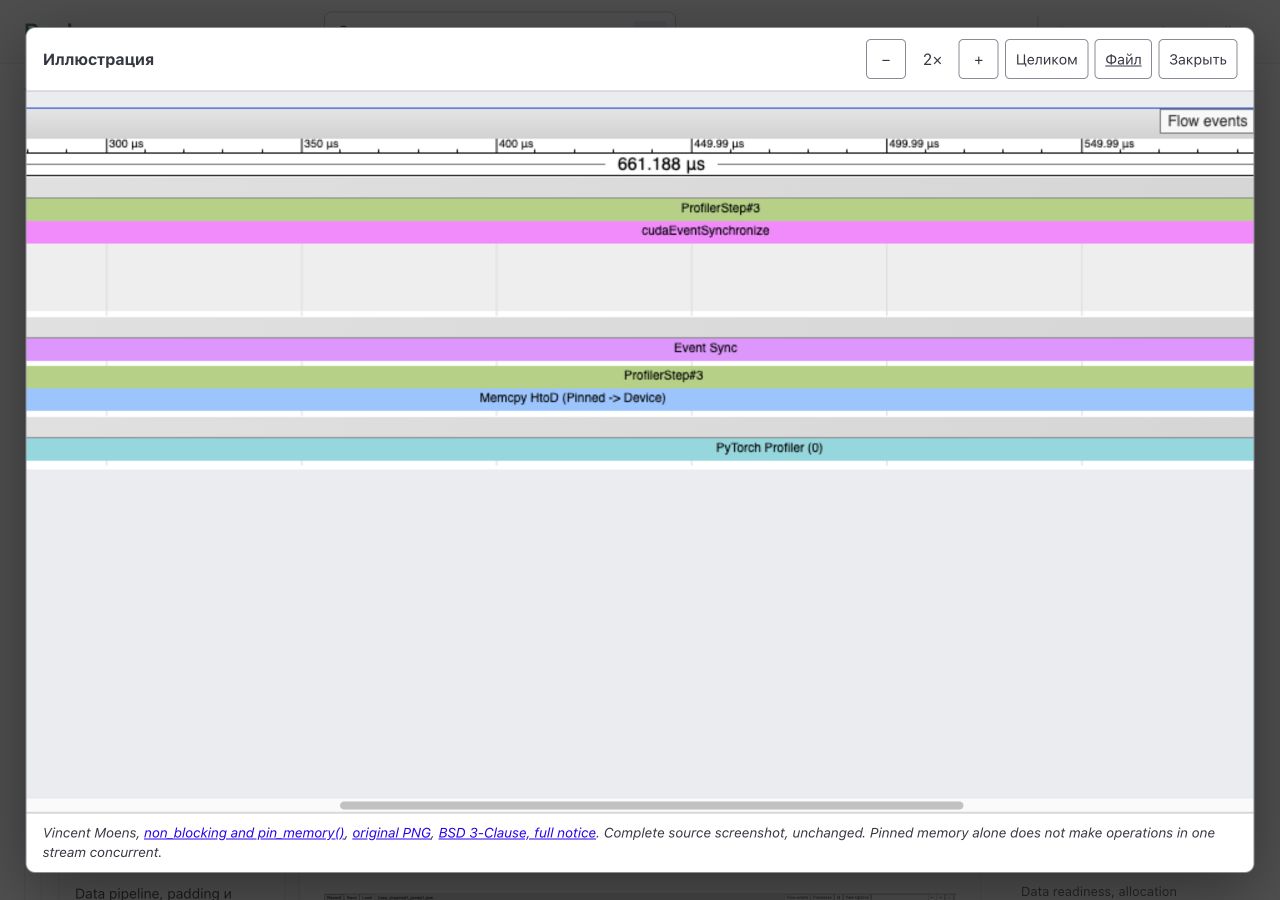 Иллюстрация
− 2× + Целиком Файл Закрыть
Flow events
300 µs 350 µs 400 µs 449.99 µs 499.99 µs 549.99 µs
661.188 µs
ProfilerStep#3
cudaEventSynchronize
Event Sync
ProfilerStep#3
Memcpy HtoD (Pinned -> Device)
PyTorch Profiler (0)
Vincent Moens, non_blocking and pin_memory(), original PNG, BSD 3-Clause, full notice. Complete source screenshot, unchanged. Pinned memory alone does not make operations in one
stream concurrent.
Data pipeline, padding и
Data readiness, allocation